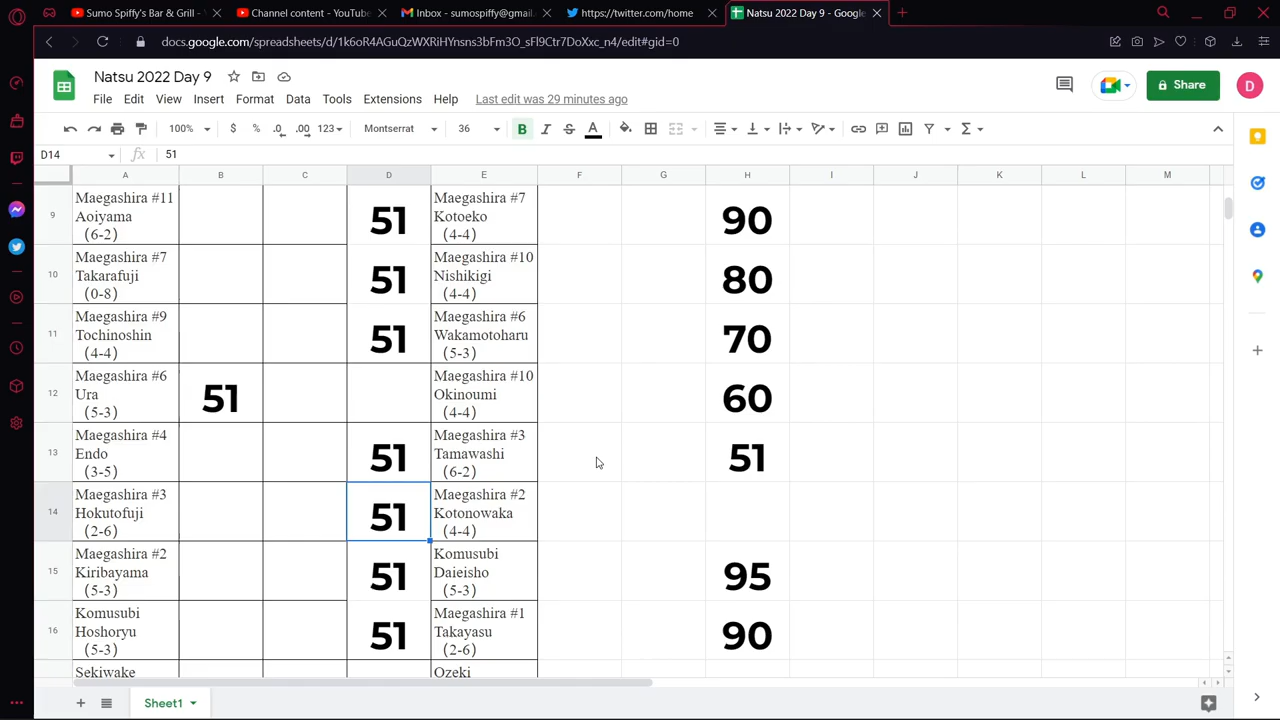 Sumo Spiffy's Bar & Grill -
Channel content - YouTube
Inbox - sumospiffy@gmail.
https://twitter.com/home
Natsu 2022 Day 9 - Google
docs.google.com/spreadsheets/d/1k6oR4AGuQzWXRiHYnsns3bFm3O_sFl9Ctr7DoXxc_n4/edit#gid=0
Natsu 2022 Day 9
File Edit View Insert Format Data Tools Extensions Help Last edit was 29 minutes ago
Share
D
100% $ % .0 .00 123 Montserrat 36 B I S A
D14 fx 51
A B C D E F G H I J K L M
9
Maegashira #11
Aoiyama
(6-2)
51
Maegashira #7
Kotoeko
(4-4)
90
10
Maegashira #7
Takarafuji
(0-8)
51
Maegashira #10
Nishikigi
(4-4)
80
11
Maegashira #9
Tochinoshin
(4-4)
51
Maegashira #6
Wakamotoharu
(5-3)
70
12
Maegashira #6
Ura
(5-3)
51
Maegashira #10
Okinoumi
(4-4)
60
13
Maegashira #4
Endo
(3-5)
51
Maegashira #3
Tamawashi
(6-2)
51
14
Maegashira #3
Hokutofuji
(2-6)
51
Maegashira #2
Kotonowaka
(4-4)
15
Maegashira #2
Kiribayama
(5-3)
51
Komusubi
Daieisho
(5-3)
95
16
Komusubi
Hoshoryu
(5-3)
51
Maegashira #1
Takayasu
(2-6)
90
Sekiwake
Ozeki
Sheet1